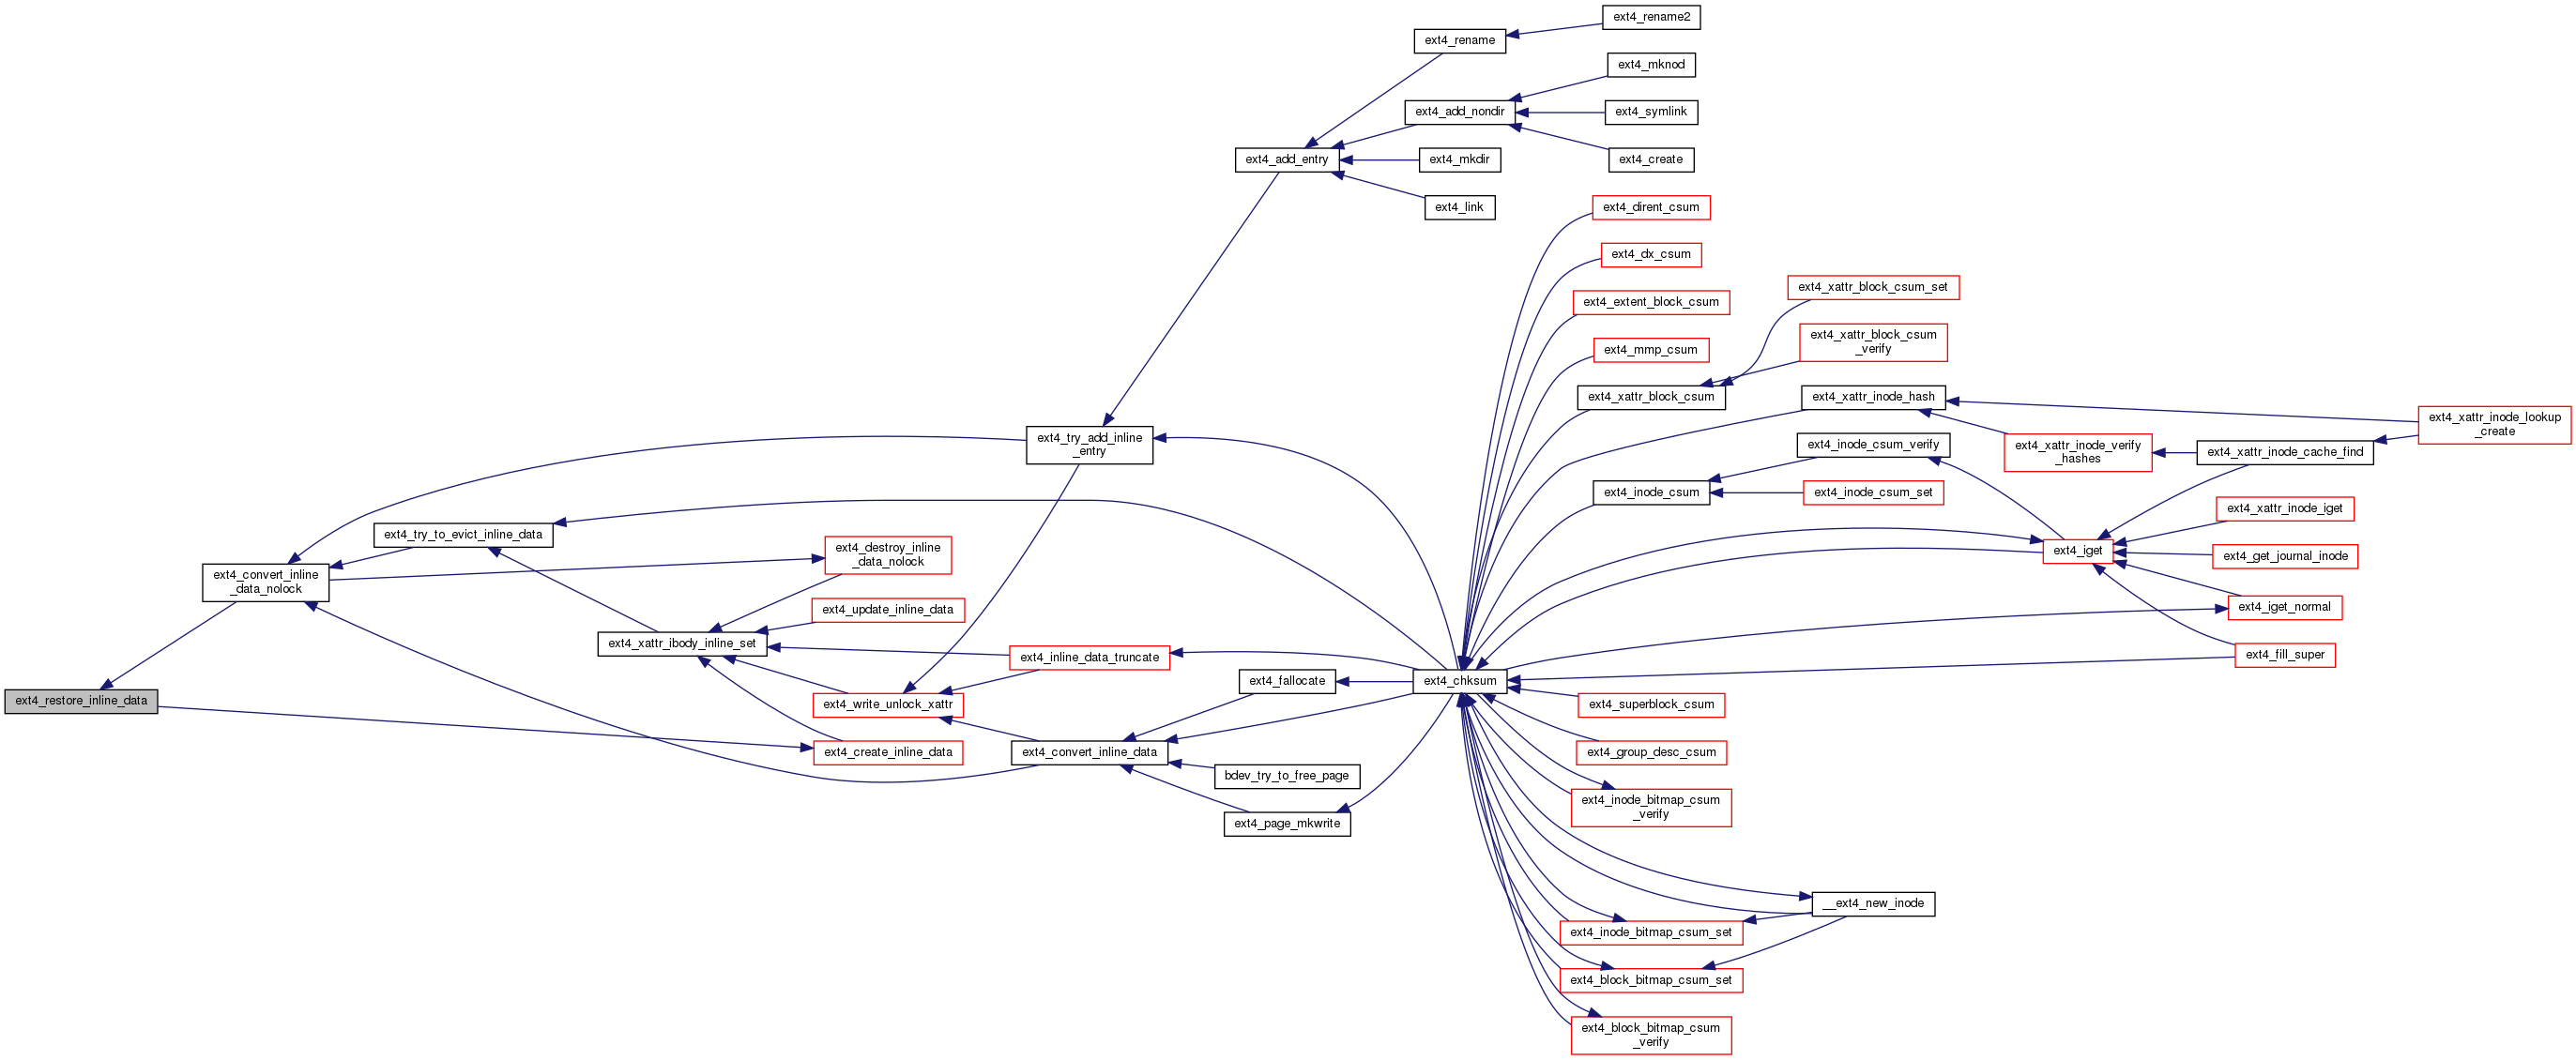 ext4_rename2
ext4_rename
ext4_mknod
ext4_add_nondir
ext4_symlink
ext4_add_entry
ext4_mkdir
ext4_create
ext4_link
ext4_dirent_csum
ext4_dx_csum
ext4_extent_block_csum
ext4_xattr_block_csum_set
ext4_mmp_csum
ext4_xattr_block_csum
_verify
ext4_xattr_block_csum
ext4_xattr_inode_hash
ext4_xattr_inode_lookup
_create
ext4_try_add_inline
_entry
ext4_inode_csum_verify
ext4_xattr_inode_verify
_hashes
ext4_xattr_inode_cache_find
ext4_inode_csum
ext4_inode_csum_set
ext4_xattr_inode_iget
ext4_try_to_evict_inline_data
ext4_destroy_inline
_data_nolock
ext4_iget
ext4_get_journal_inode
ext4_convert_inline
_data_nolock
ext4_update_inline_data
ext4_iget_normal
ext4_xattr_ibody_inline_set
ext4_inline_data_truncate
ext4_fill_super
ext4_fallocate
ext4_chksum
ext4_restore_inline_data
ext4_write_unlock_xattr
ext4_superblock_csum
ext4_create_inline_data
ext4_convert_inline_data
ext4_group_desc_csum
bdev_try_to_free_page
ext4_inode_bitmap_csum
_verify
ext4_page_mkwrite
__ext4_new_inode
ext4_inode_bitmap_csum_set
ext4_block_bitmap_csum_set
ext4_block_bitmap_csum
_verify